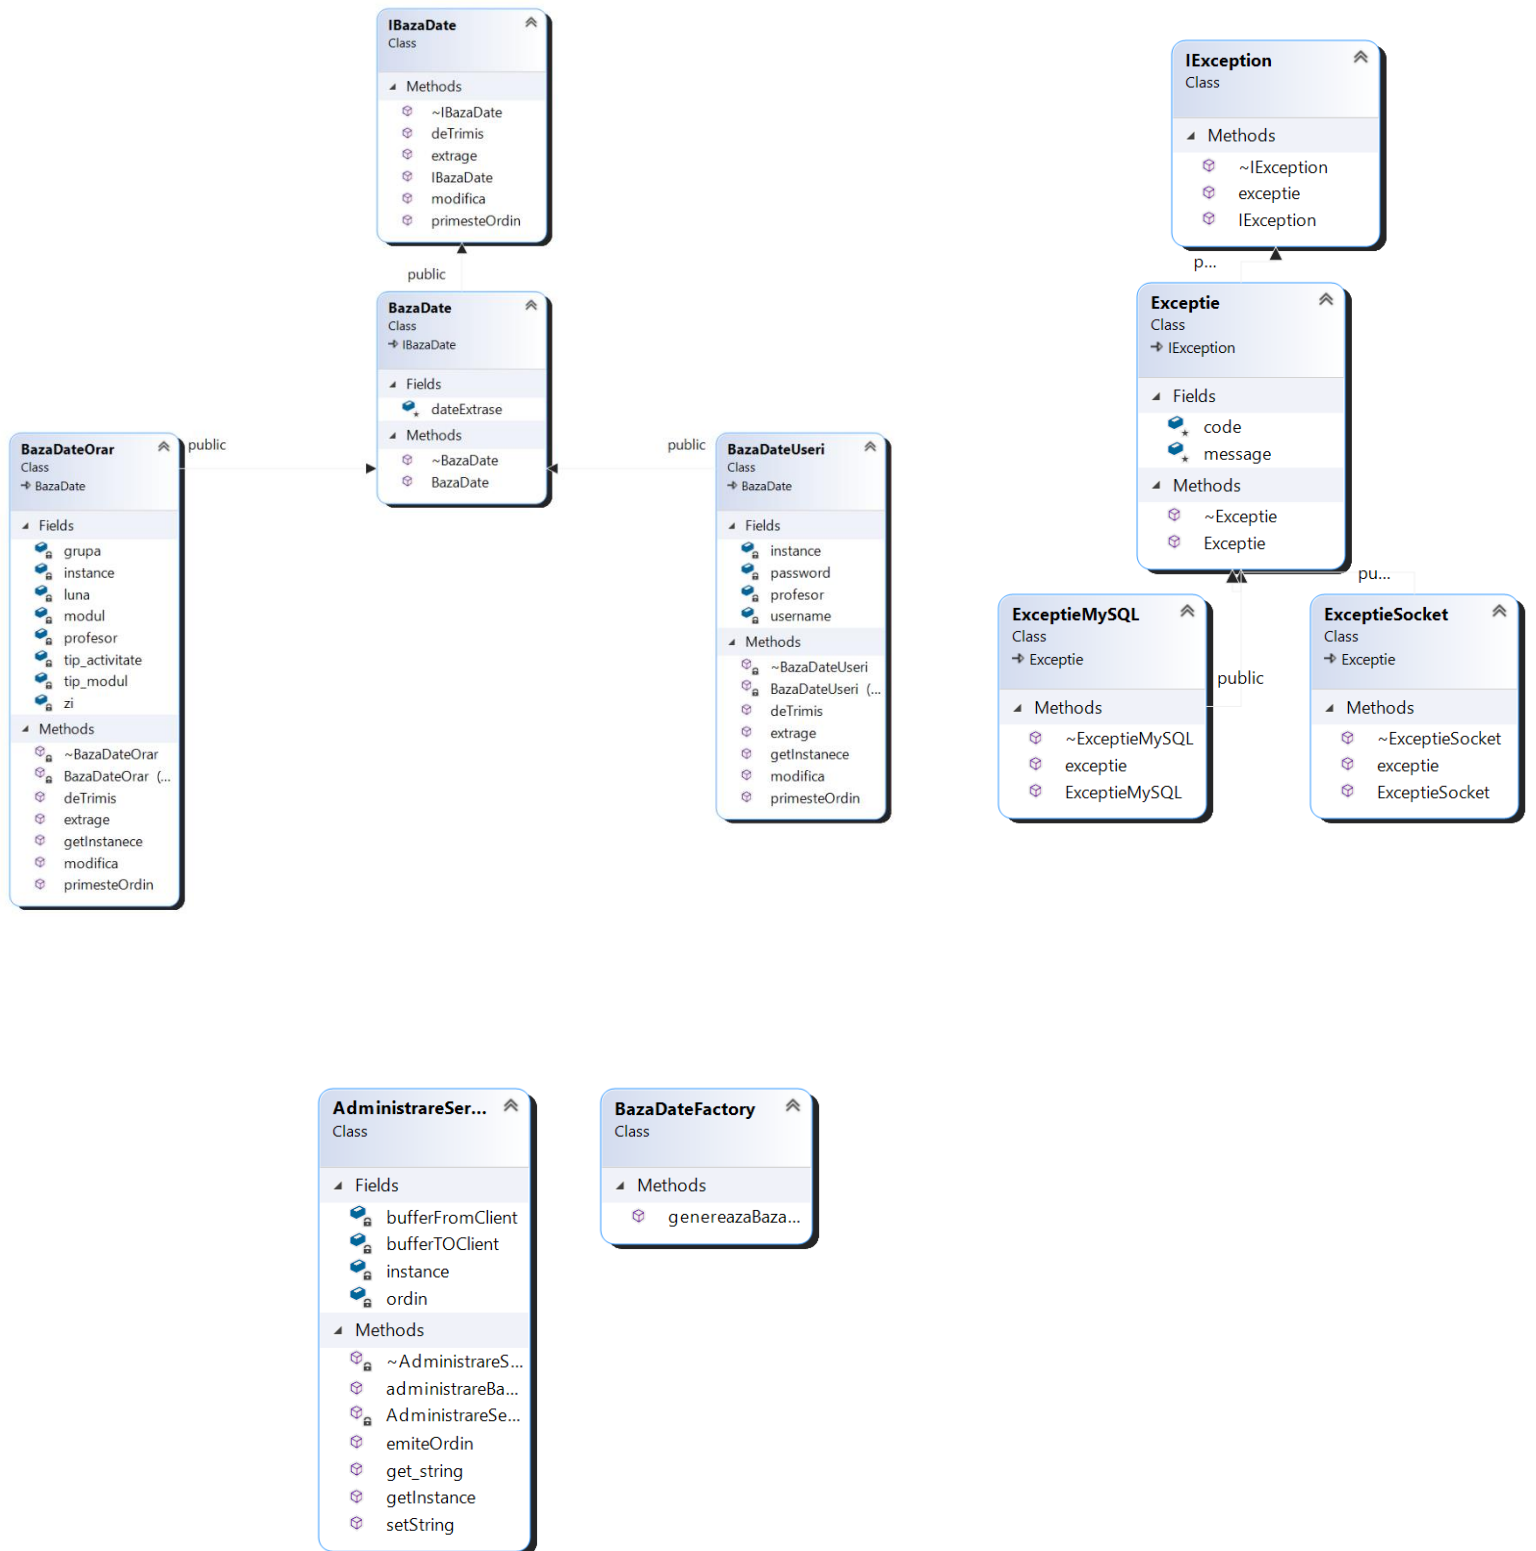 IBazaDate
Class
Methods
~IBazaDate
deTrimis
extrage
IBazaDate
modifica
primesteOrdin
public
BazaDate
Class
IBazaDate
Fields
dateExtrase
Methods
~BazaDate
BazaDate
public
BazaDateOrar
Class
BazaDate
Fields
grupa
instance
luna
modul
profesor
tip_activitate
tip_modul
zi
Methods
~BazaDateOrar
BazaDateOrar (...
deTrimis
extrage
getInstanece
modifica
primesteOrdin
public
BazaDateUseri
Class
BazaDate
Fields
instance
password
profesor
username
Methods
~BazaDateUseri
BazaDateUseri (...
deTrimis
extrage
getInstanece
modifica
primesteOrdin
IException
Class
Methods
~IException
exceptie
IException
p...
Exceptie
Class
IException
Fields
code
message
Methods
~Exceptie
Exceptie
pu...
ExceptieMySQL
Class
Exceptie
Methods
~ExceptieMySQL
exceptie
ExceptieMySQL
public
ExceptieSocket
Class
Exceptie
Methods
~ExceptieSocket
exceptie
ExceptieSocket
AdministrareSer...
Class
Fields
bufferFromClient
bufferTOClient
instance
ordin
Methods
~AdministrareS...
administrareBa...
AdministrareSe...
emiteOrdin
get_string
getInstance
setString
BazaDateFactory
Class
Methods
genereazaBaza...